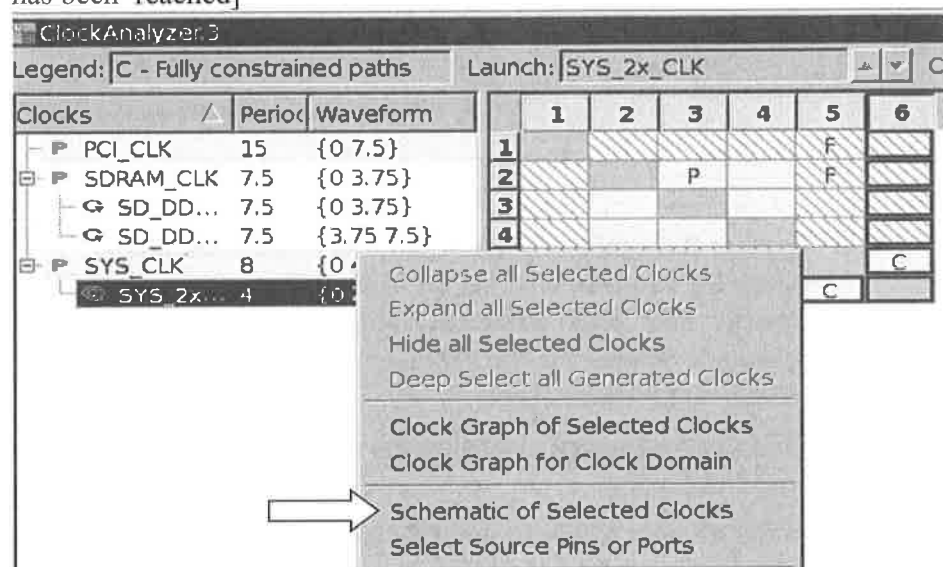 has been reached]
ClockAnalyzer.3
Legend: C - Fully constrained paths Launch: SYS_2x_CLK C
Clocks Period Waveform 1 2 3 4 5 6
P PCI_CLK 15 {0 7.5} 1 F
P SDRAM_CLK 7.5 {0 3.75} 2 P F
G SD_DD... 7.5 {0 3.75} 3
G SD_DD... 7.5 {3.75 7.5} 4
P SYS_CLK 8 {0 C
SYS_2x... 4 {0 C
Collapse all Selected Clocks
Expand all Selected Clocks
Hide all Selected Clocks
Deep Select all Generated Clocks
Clock Graph of Selected Clocks
Clock Graph for Clock Domain
Schematic of Selected Clocks
Select Source Pins or Ports